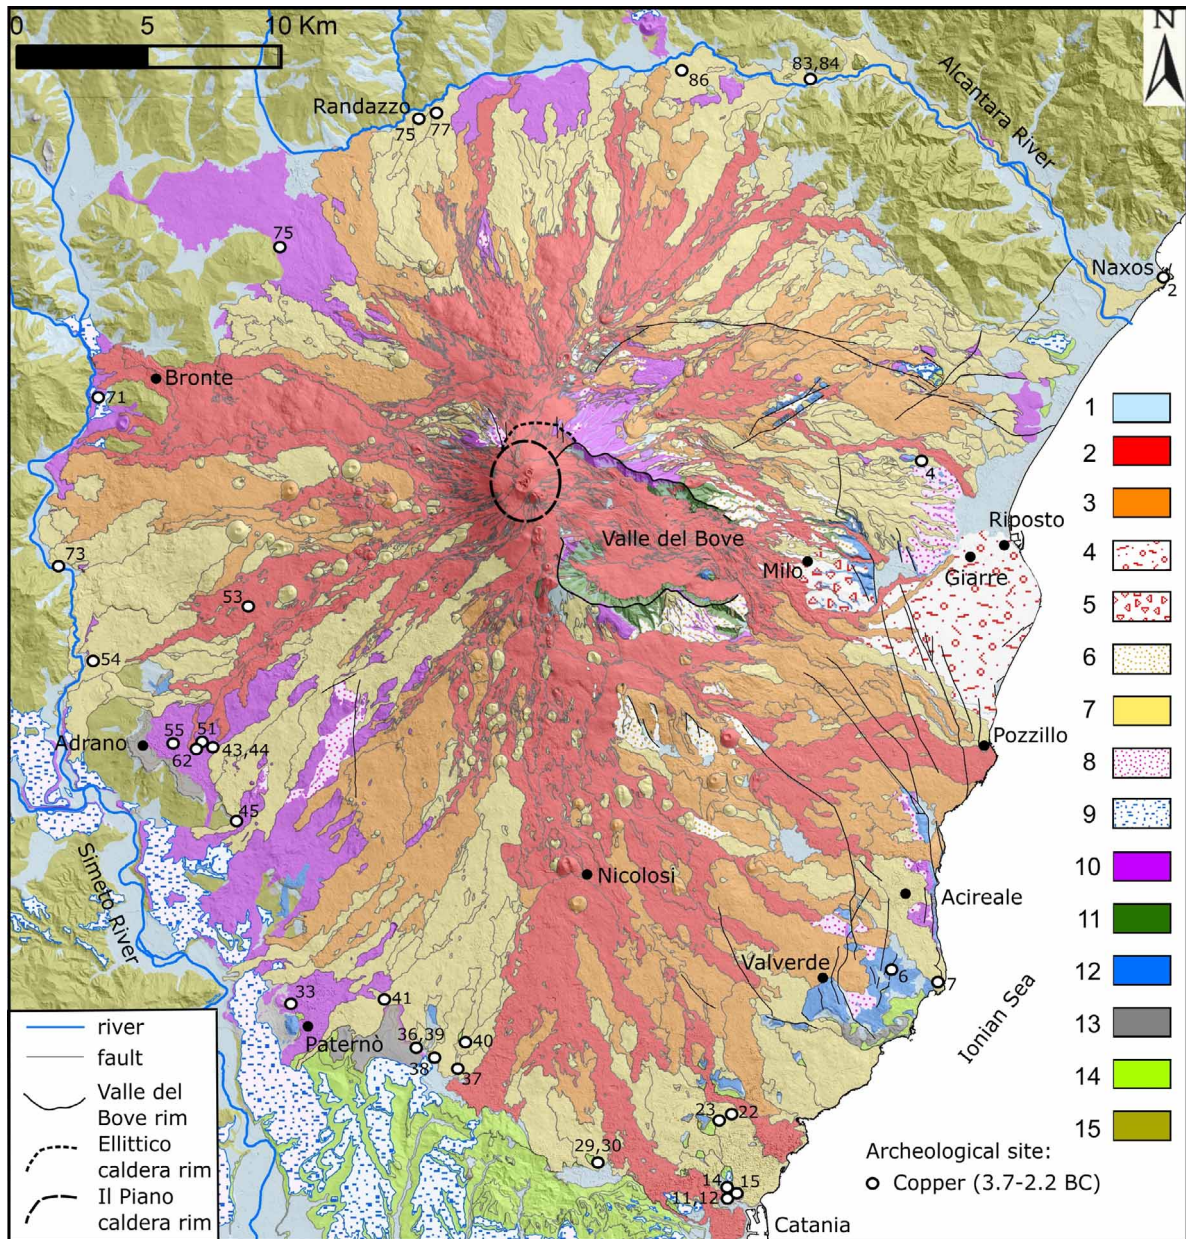 0 5 10 Km
N
83,84
86
Alcantara River
Randazzo
75
77
75
Naxos
2
Bronte
71
4
Riposto
Valle del Bove
Milo
Giarre
73
53
54
Pozzillo
55
51
Adrano
43,44
62
45
Simeto River
Nicolosi
Acireale
Valverde
6
7
Ionian Sea
33
41
36,39
40
Paternò
38
37
23
22
29,30
14
15
11,12
Catania
1
2
3
4
5
6
7
8
9
10
11
12
13
14
15
river
fault
Valle del
Bove rim
Ellittico
caldera rim
Il Piano
caldera rim
Archeological site:
Copper (3.7-2.2 BC)